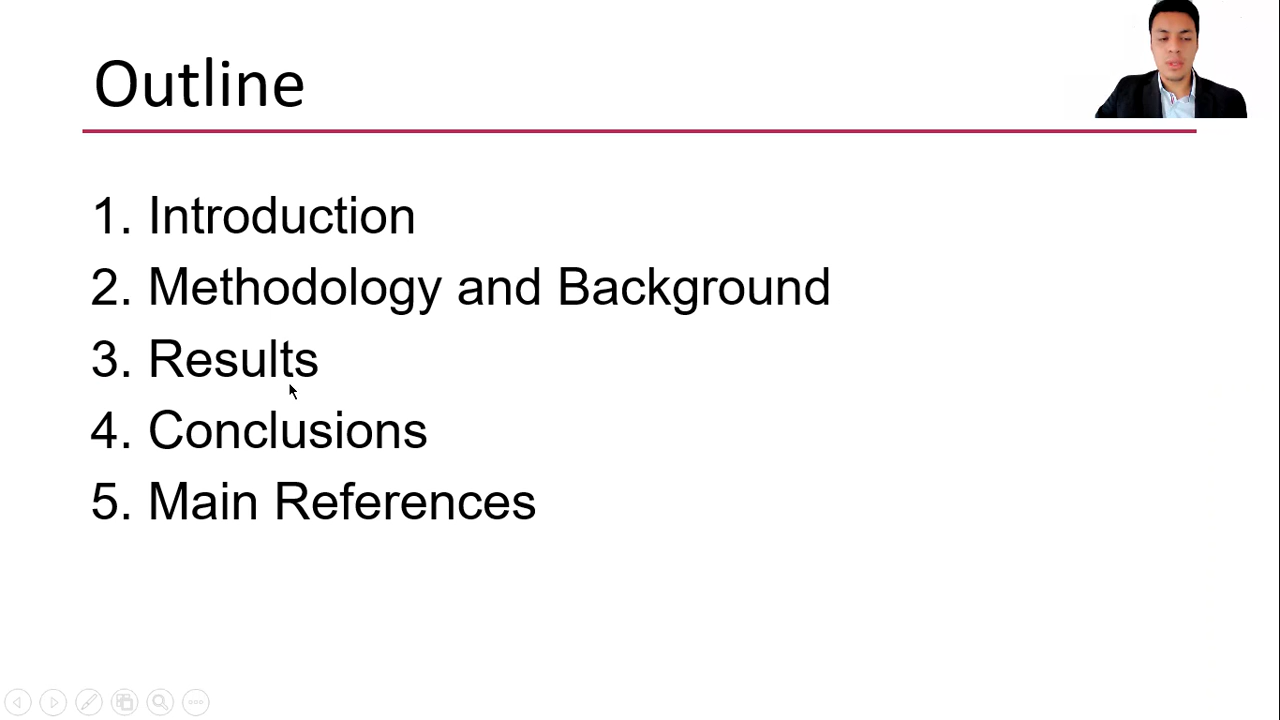 Outline
1. Introduction
2. Methodology and Background
3. Results
4. Conclusions
5. Main References